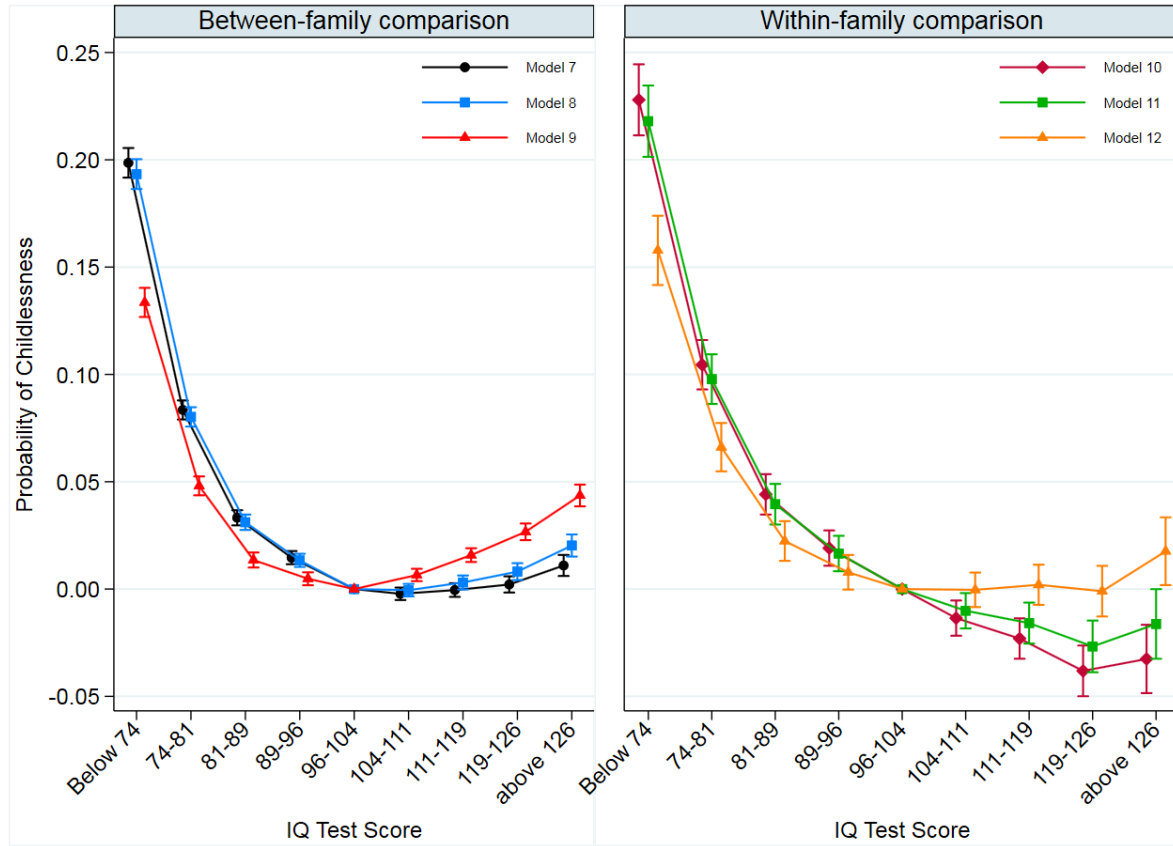 Between-family comparison
Within-family comparison
Probability of Childlessness
0.25
0.20
0.15
0.10
0.05
0.00
-0.05
Model 7
Model 8
Model 9
Model 10
Model 11
Model 12
Below 74
74-81
81-89
89-96
96-104
104-111
111-119
119-126
above 126
Below 74
74-81
81-89
89-96
96-104
104-111
111-119
119-126
above 126
IQ Test Score
IQ Test Score